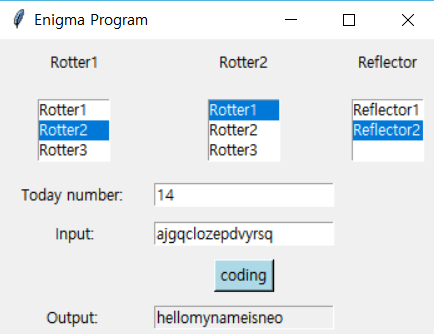 Enigma Program
Rotter1 Rotter2 Reflector
Rotter1 Rotter1 Reflector1
Rotter2 Rotter2 Reflector2
Rotter3 Rotter3
Today number: 14
Input: ajgqclozepdvyrsq
coding
Output: hellomynameisneo